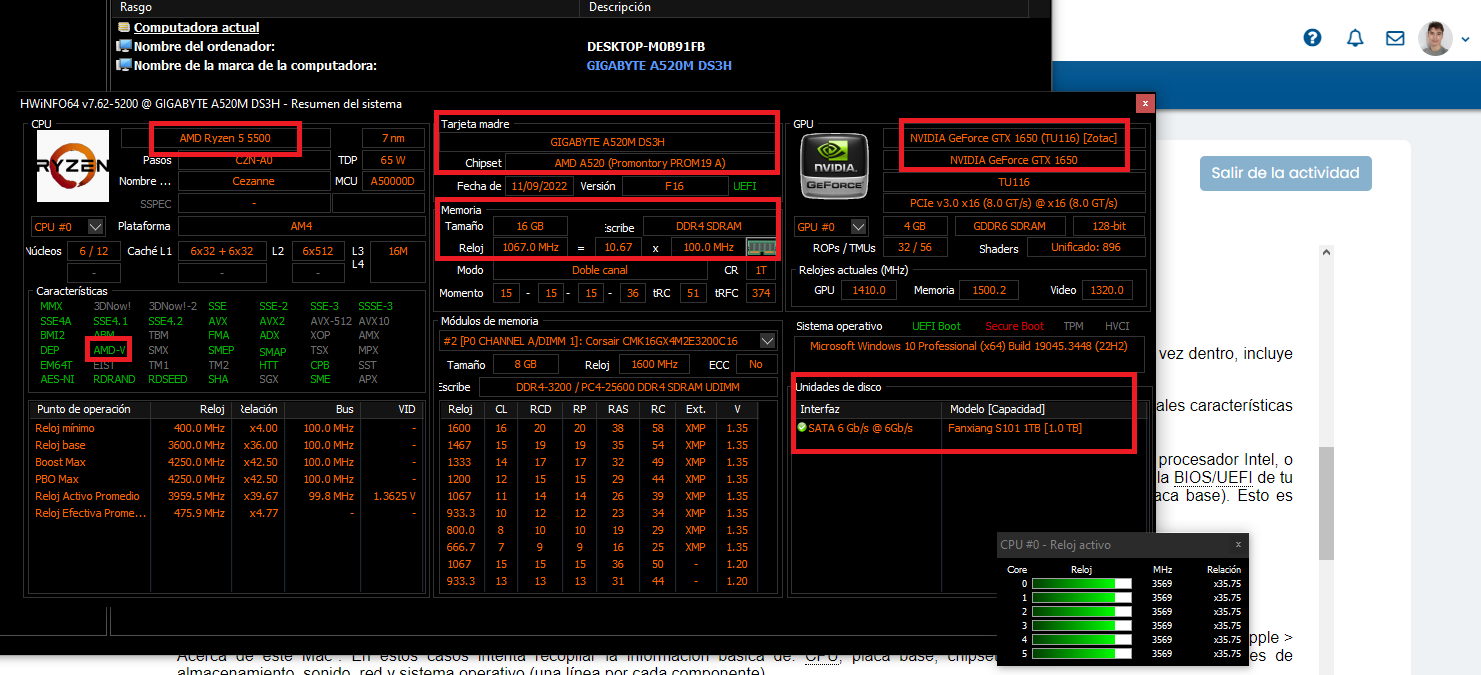 Rasgo Descripción
Computadora actual
Nombre del ordenador: DESKTOP-M0B91FB
Nombre de la marca de la computadora: GIGABYTE A520M DS3H
HWiNFO64 v7.62-5200 @ GIGABYTE A520M DS3H - Resumen del sistema
x
CPU
RYZEN
AMD Ryzen 5 5500 7 nm
Pasos CZN-A0 TDP 65 W
Nombre ... Cezanne MCU A50000D
SSPEC - 
CPU #0 Plataforma AM4
Núcleos 6 / 12 Caché L1 6x32 + 6x32 L2 6x512 L3 16M
- - - L4
Características
MMX 3DNow! 3DNow!-2 SSE SSE-2 SSE-3 SSSE-3
SSE4A SSE4.1 SSE4.2 AVX AVX2 AVX-512 AVX10
BMI2 ABM TBM FMA ADX XOP AMX
DEP AMD-V SMX SMEP SMAP TSX MPX
EM64T EIST TM1 TM2 HTT CPB SST
AES-NI RDRAND RDSEED SHA SGX SME APX
Punto de operación Reloj Relación Bus VID
Reloj mínimo 400.0 MHz x4.00 100.0 MHz -
Reloj base 3600.0 MHz x36.00 100.0 MHz -
Boost Max 4250.0 MHz x42.50 100.0 MHz -
PBO Max 4250.0 MHz x42.50 100.0 MHz -
Reloj Activo Promedio 3959.5 MHz x39.67 99.8 MHz 1.3625 V
Reloj Efectiva Prome... 475.9 MHz x4.77 - -
Tarjeta madre
GIGABYTE A520M DS3H
Chipset AMD A520 (Promontory PROM19 A)
Fecha de 11/09/2022 Versión F16 UEFI
Memoria
Tamaño 16 GB Escribe DDR4 SDRAM
Reloj 1067.0 MHz = 10.67 x 100.0 MHz
Modo Doble canal CR 1T
Momento 15 - 15 - 15 - 36 tRC 51 tRFC 374
Módulos de memoria
#2 [P0 CHANNEL A/DIMM 1]: Corsair CMK16GX4M2E3200C16
Tamaño 8 GB Reloj 1600 MHz ECC No
Escribe DDR4-3200 / PC4-25600 DDR4 SDRAM UDIMM
Reloj CL RCD RP RAS RC Ext. V
1600 16 20 20 38 58 XMP 1.35
1467 15 19 19 35 54 XMP 1.35
1333 14 17 17 32 49 XMP 1.35
1200 12 15 15 29 44 XMP 1.35
1067 11 14 14 26 39 XMP 1.35
933.3 10 12 12 23 34 XMP 1.35
800.0 8 10 10 19 29 XMP 1.35
666.7 7 9 9 16 25 XMP 1.35
1067 15 15 15 36 50 - 1.20
933.3 13 13 13 31 44 - 1.20
GPU
NVIDIA GEFORCE
NVIDIA GeForce GTX 1650 (TU116) [Zotac]
NVIDIA GeForce GTX 1650
TU116
PCIe v3.0 x16 (8.0 GT/s) @ x16 (8.0 GT/s)
GPU #0 4 GB GDDR6 SDRAM 128-bit
ROPs / TMUs 32 / 56 Shaders Unificado: 896
Relojes actuales (MHz)
GPU 1410.0 Memoria 1500.2 Video 1320.0
Sistema operativo UEFI Boot Secure Boot TPM HVCI
Microsoft Windows 10 Professional (x64) Build 19045.3448 (22H2)
Unidades de disco
Interfaz Modelo [Capacidad]
SATA 6 Gb/s @ 6Gb/s Fanxiang S101 1TB [1.0 TB]
Salir de la actividad
vez dentro, incluye
ales características
procesador Intel, o
la BIOS/UEFI de tu
aca base). Esto es
CPU #0 - Reloj activo x
Core Reloj MHz Relación
0 3569 x35.75
1 3569 x35.75
2 3569 x35.75
3 3569 x35.75
4 3569 x35.75
5 3569 x35.75
pple >
Acerca de este Mac". En estos casos intenta recopilar la información básica de: CPU, placa base, chipse es de
almacenamiento, sonido, red y sistema operativo (una línea por cada componente)